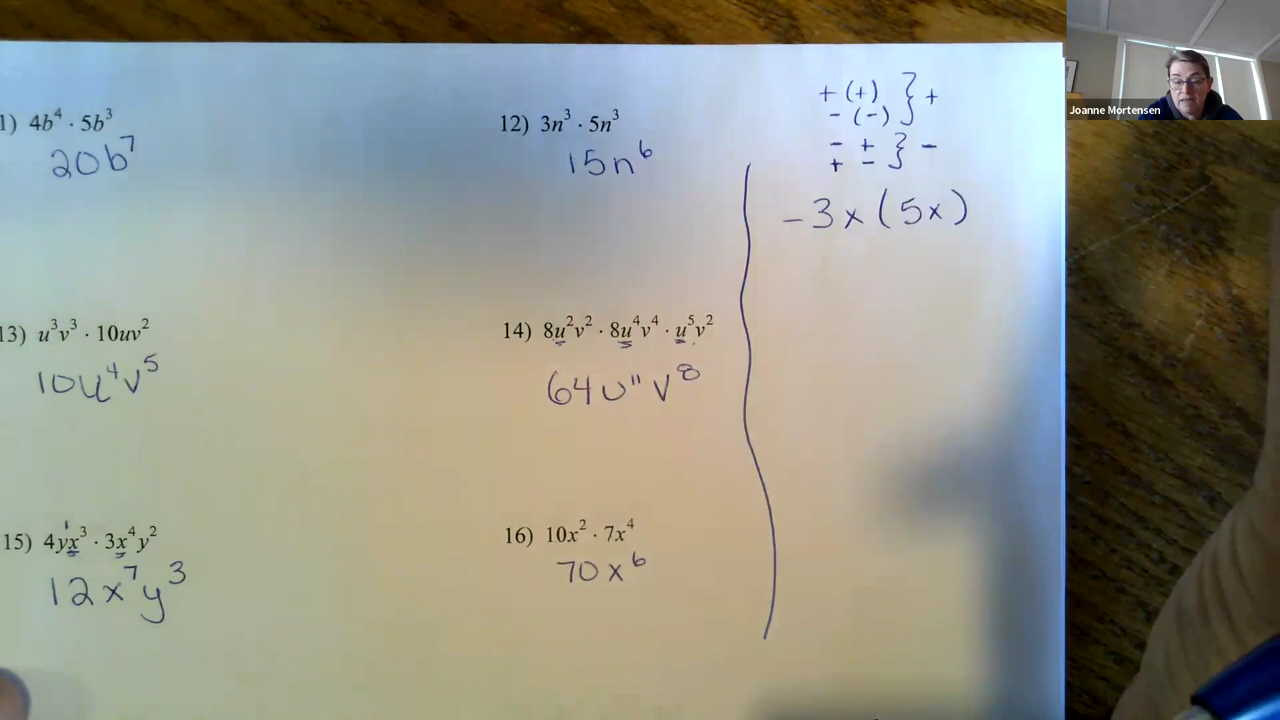 1) 4b⁴ · 5b³
20b⁷
12) 3n³ · 5n³
15n⁶
13) u³v³ · 10uv²
10u⁴v⁵
14) 8u²v² · 8u⁴v⁴ · u⁵v²
64u¹¹v⁸
15) 4y¹x³ · 3x⁴y²
12x⁷y³
16) 10x² · 7x⁴
70x⁶
+ (+) } +
- (-)
- + } -
+ -
-3x(5x)
Joanne Mortensen